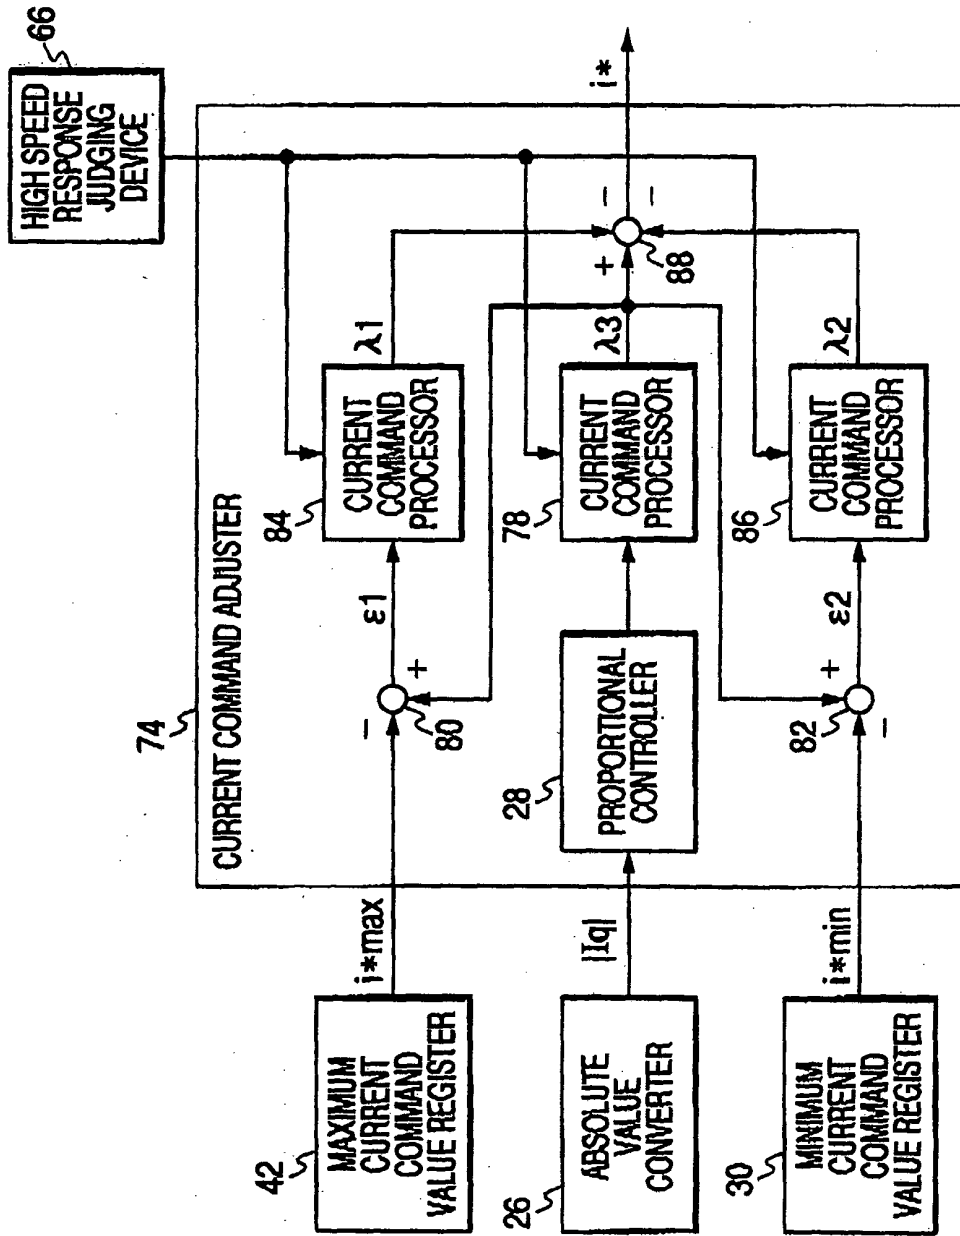 HIGH SPEED
RESPONSE
JUDGING
DEVICE
66
74
CURRENT COMMAND ADJUSTER
42
MAXIMUM
CURRENT
COMMAND
VALUE REGISTER
i*max
−
+
80
ε1
84
CURRENT
COMMAND
PROCESSOR
λ1
26
ABSOLUTE
VALUE
CONVERTER
|Iq|
28
PROPORTIONAL
CONTROLLER
78
CURRENT
COMMAND
PROCESSOR
λ3
+
−
−
88
i*
30
MINIMUM
CURRENT
COMMAND
VALUE REGISTER
i*min
82
+
−
ε2
86
CURRENT
COMMAND
PROCESSOR
λ2